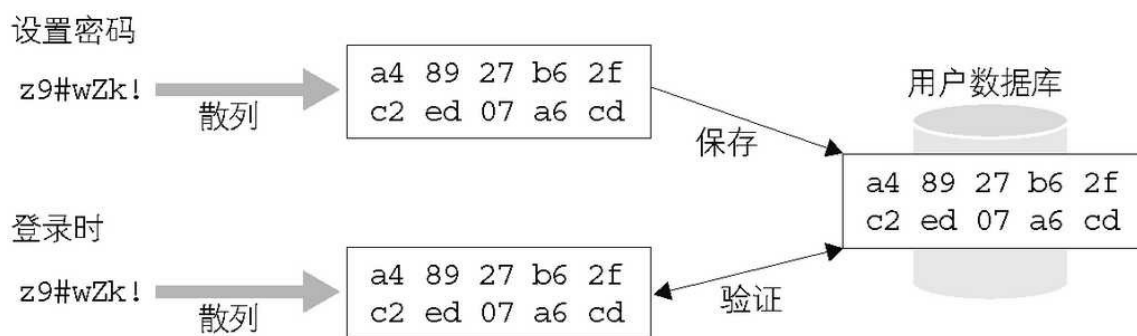 设置密码
z9#wZk!
散列
a4 89 27 b6 2f
c2 ed 07 a6 cd
保存
用户数据库
a4 89 27 b6 2f
c2 ed 07 a6 cd
登录时
z9#wZk!
散列
a4 89 27 b6 2f
c2 ed 07 a6 cd
验证